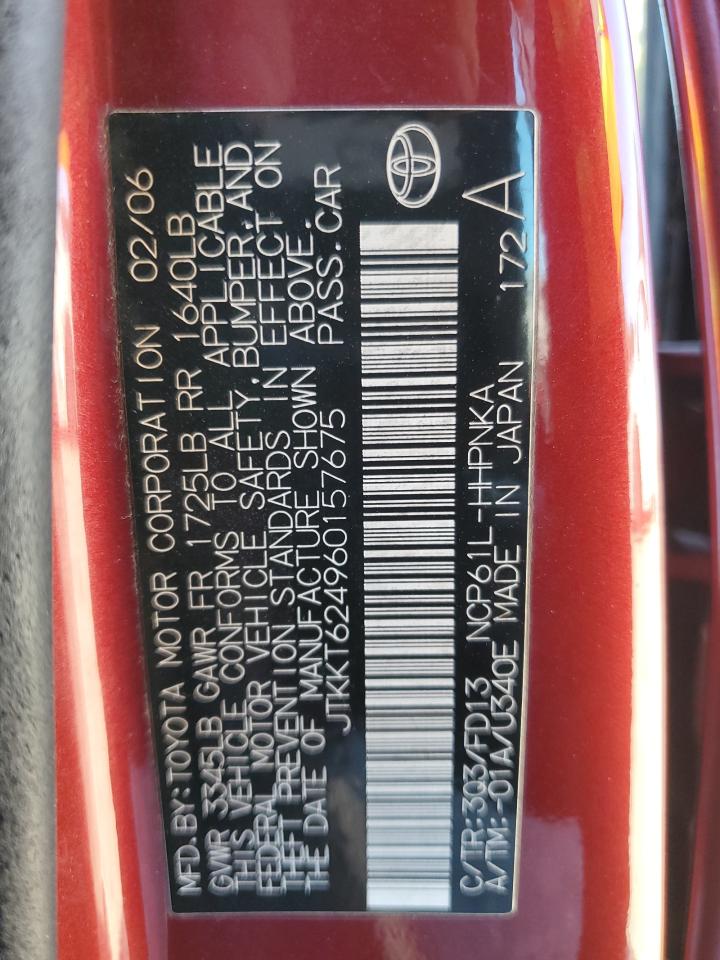 MFD.BY:TOYOTA MOTOR CORPORATION 02/06
GVWR 3345LB GAWR FR 1725LB RR 1640LB
THIS VEHICLE CONFORMS TO ALL APPLICABLE
FEDERAL MOTOR VEHICLE SAFETY,BUMPER,AND
THEFT PREVENTION STANDARDS IN EFFECT ON
THE DATE OF MANUFACTURE SHOWN ABOVE.
JTKKT624960157675 PASS.CAR
C/TR:3Q3/FD13 NCP61L-HHPNKA
A/TM:-01A/U340E MADE IN JAPAN 172 A